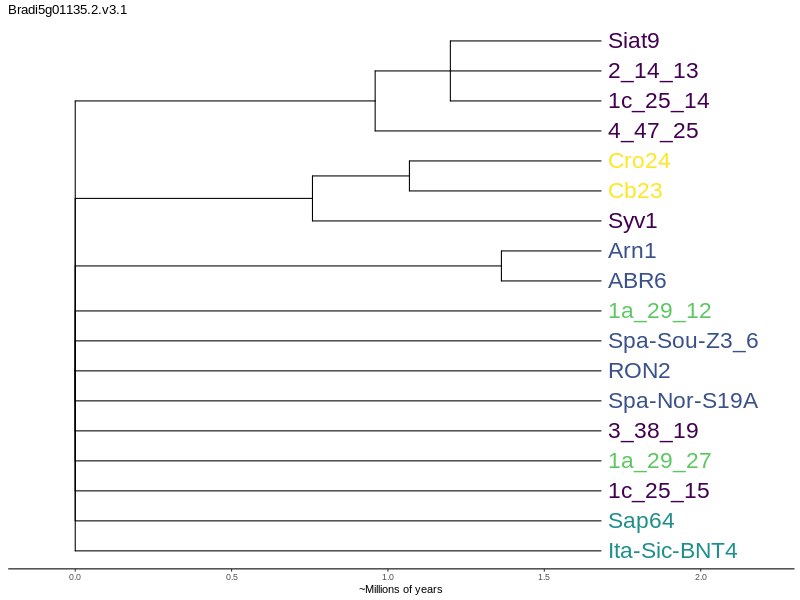 Bradi5g01135.2.v3.1
Siat9
2_14_13
1c_25_14
4_47_25
Cro24
Cb23
Syv1
Arn1
ABR6
1a_29_12
Spa-Sou-Z3_6
RON2
Spa-Nor-S19A
3_38_19
1a_29_27
1c_25_15
Sap64
Ita-Sic-BNT4
0.0 0.5 1.0 1.5 2.0
~Millions of years